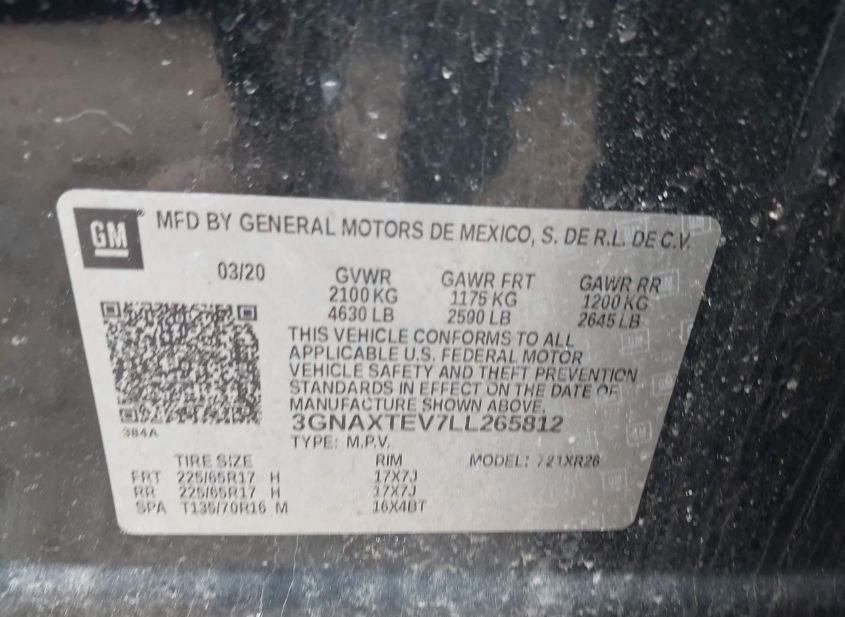 GM MFD BY GENERAL MOTORS DE MEXICO, S. DE R.L. DE C.V.
03/20 GVWR GAWR FRT GAWR RR
2100 KG 1175 KG 1200 KG
4630 LB 2590 LB 2645 LB
THIS VEHICLE CONFORMS TO ALL
APPLICABLE U.S. FEDERAL MOTOR
VEHICLE SAFETY AND THEFT PREVENTION
STANDARDS IN EFFECT ON THE DATE OF
MANUFACTURE SHOWN ABOVE.
384A
3GNAXTEV7LL265812
TYPE: M.P.V.
TIRE SIZE RIM MODEL: 721XR26
FRT 225/65R17 H 17X7J
RR 225/65R17 H 17X7J
SPA T135/70R16 M 16X4BT